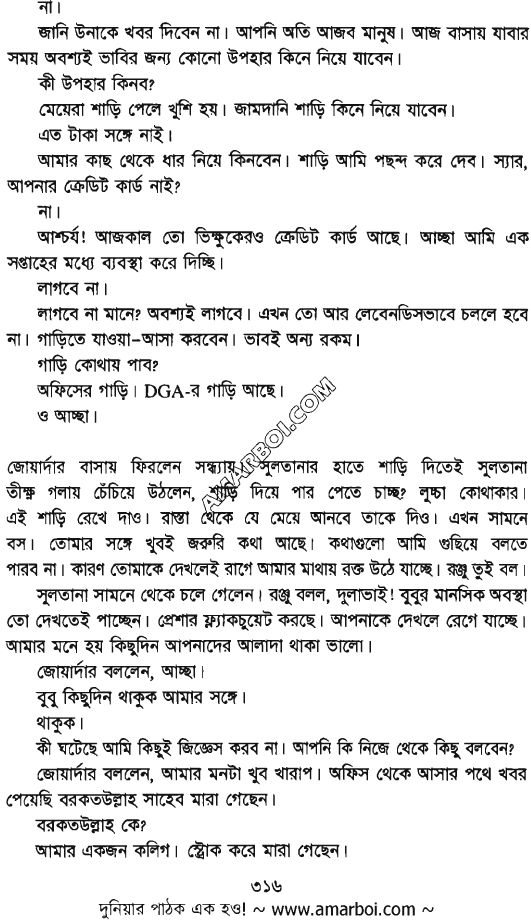 না।
জানি উনাকে খবর দিবেন না। আপনি অতি আজব মানুষ। আজ বাসায় যাবার
সময় অবশ্যই ভাবির জন্য কোনো উপহার কিনে নিয়ে যাবেন।
কী উপহার কিনব?
মেয়েরা শাড়ি পেলে খুশি হয়। জামদানি শাড়ি কিনে নিয়ে যাবেন।
এত টাকা সঙ্গে নাই।
আমার কাছ থেকে ধার নিয়ে কিনবেন। শাড়ি আমি পছন্দ করে দেব। স্যার,
আপনার ক্রেডিট কার্ড নাই?
না।
আশ্চর্য! আজকাল তো ভিক্ষুকেরও ক্রেডিট কার্ড আছে। আচ্ছা আমি এক
সপ্তাহের মধ্যে ব্যবস্থা করে দিচ্ছি।
লাগবে না।
লাগবে না মানে? অবশ্যই লাগবে। এখন তো আর লেবেনডিসভাবে চললে হবে
না। গাড়িতে যাওয়া-আসা করবেন। ভাবই অন্য রকম।
গাড়ি কোথায় পাব?
অফিসের গাড়ি। DGA-র গাড়ি আছে।
ও আচ্ছা।
জোয়ার্দার বাসায় ফিরলেন সন্ধ্যায়। সুলতানার হাতে শাড়ি দিতেই সুলতানা
তীক্ষ্ণ গলায় চেঁচিয়ে উঠলেন, শাড়ি দিয়ে পার পেতে চাচ্ছ? লুচ্চা কোথাকার।
এই শাড়ি রেখে দাও। রাস্তা থেকে যে মেয়ে আনবে তাকে দিও। এখন সামনে
বস। তোমার সঙ্গে খুবই জরুরি কথা আছে। কথাগুলো আমি গুছিয়ে বলতে
পারব না। কারণ তোমাকে দেখলেই রাগে আমার মাথায় রক্ত উঠে যাচ্ছে। রঞ্জু তুই বল।
সুলতানা সামনে থেকে চলে গেলেন। রঞ্জু বলল, দুলাভাই! বুবুর মানসিক অবস্থা
তো দেখতেই পাচ্ছেন। প্রেশার ফ্ল্যাকচুয়েট করছে। আপনাকে দেখলে রেগে যাচ্ছে।
আমার মনে হয় কিছুদিন আপনাদের আলাদা থাকা ভালো।
জোয়ার্দার বললেন, আচ্ছা।
বুবু কিছুদিন থাকুক আমার সঙ্গে।
থাকুক।
কী ঘটেছে আমি কিছুই জিজ্ঞেস করব না। আপনি কি নিজে থেকে কিছু বলবেন?
জোয়ার্দার বললেন, আমার মনটা খুব খারাপ। অফিস থেকে আসার পথে খবর
পেয়েছি বরকতউল্লাহ সাহেব মারা গেছেন।
বরকতউল্লাহ কে?
আমার একজন কলিগ। স্ট্রোক করে মারা গেছেন।
৩১৬
দুনিয়ার পাঠক এক হও! ~ www.amarboi.com ~
AMARBOI.COM